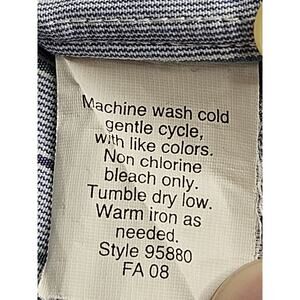 Machine wash cold
gentle cycle,
with like colors.
Non chlorine
bleach only.
Tumble dry low.
Warm iron as
needed.
Style 95880
FA 08